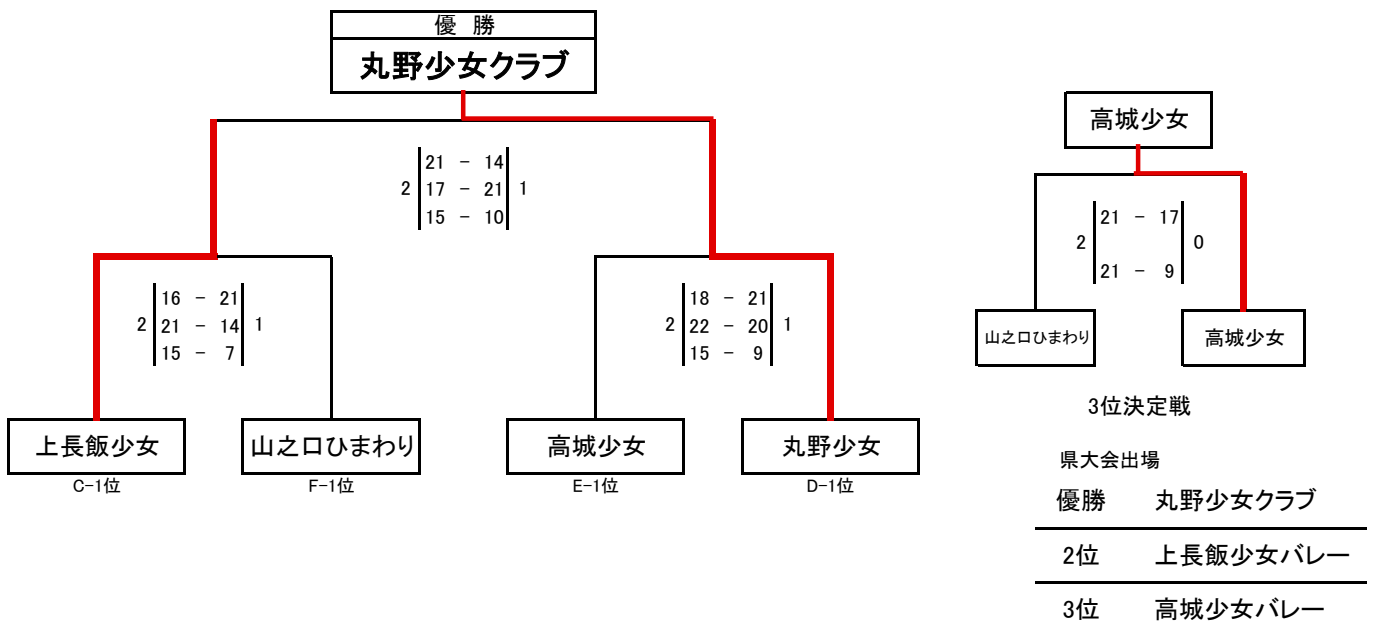 優 勝
丸野少女クラブ
21 - 14
2 17 - 21 1
15 - 10
16 - 21
2 21 - 14 1
15 - 7
18 - 21
2 22 - 20 1
15 - 9
上長飯少女
山之口ひまわり
高城少女
丸野少女
C-1位
F-1位
E-1位
D-1位
高城少女
21 - 17
2 0
21 - 9
山之口ひまわり
高城少女
3位決定戦
県大会出場
優勝 丸野少女クラブ
2位 上長飯少女バレー
3位 高城少女バレー